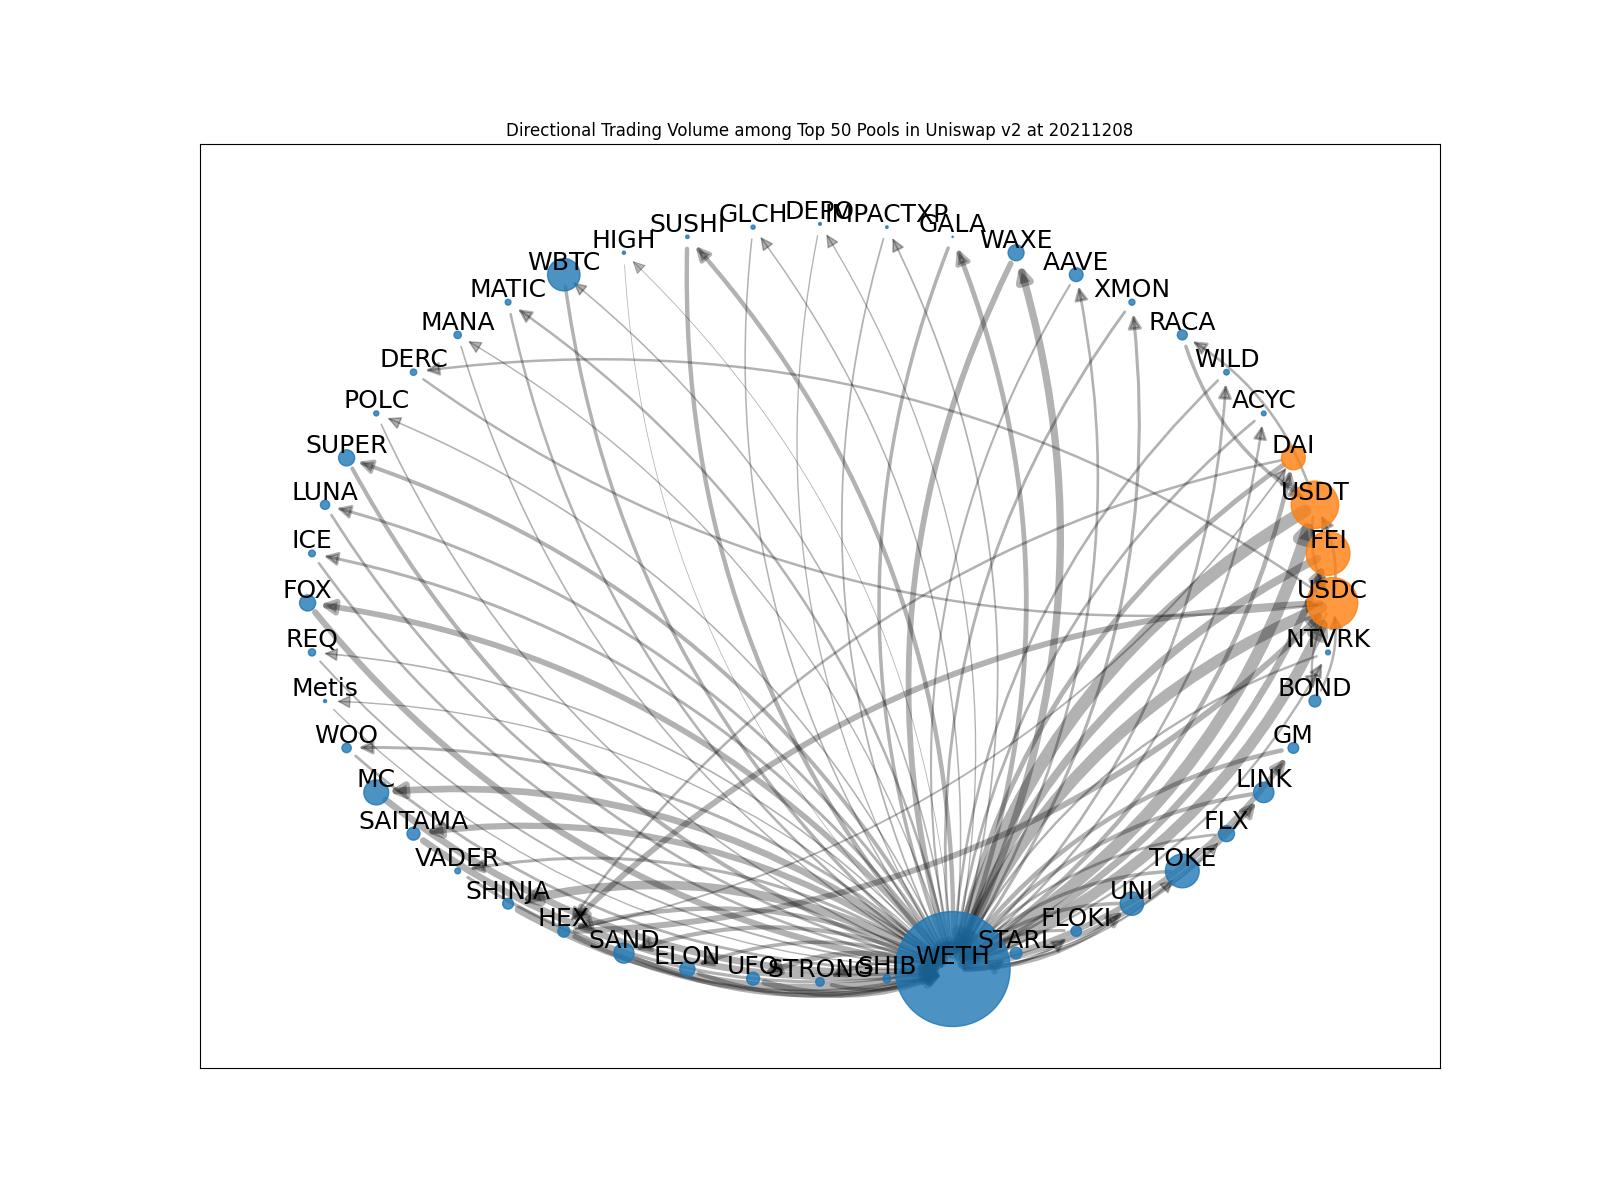 Directional Trading Volume among Top 50 Pools in Uniswap v2 at 20211208
DEPO
GLCH
IMPACTXP
SUSHI
GALA
HIGH
WAXE
WBTC
AAVE
MATIC
XMON
MANA
RACA
DERC
WILD
POLC
ACYC
SUPER
DAI
LUNA
USDT
ICE
FEI
FOX
USDC
REQ
NTVRK
Metis
BOND
WOO
GM
MC
LINK
SAITAMA
FLX
VADER
TOKE
SHINJA
UNI
HEX
FLOKI
SAND
STARL
ELON
WETH
UFO
SHIB
STRONG